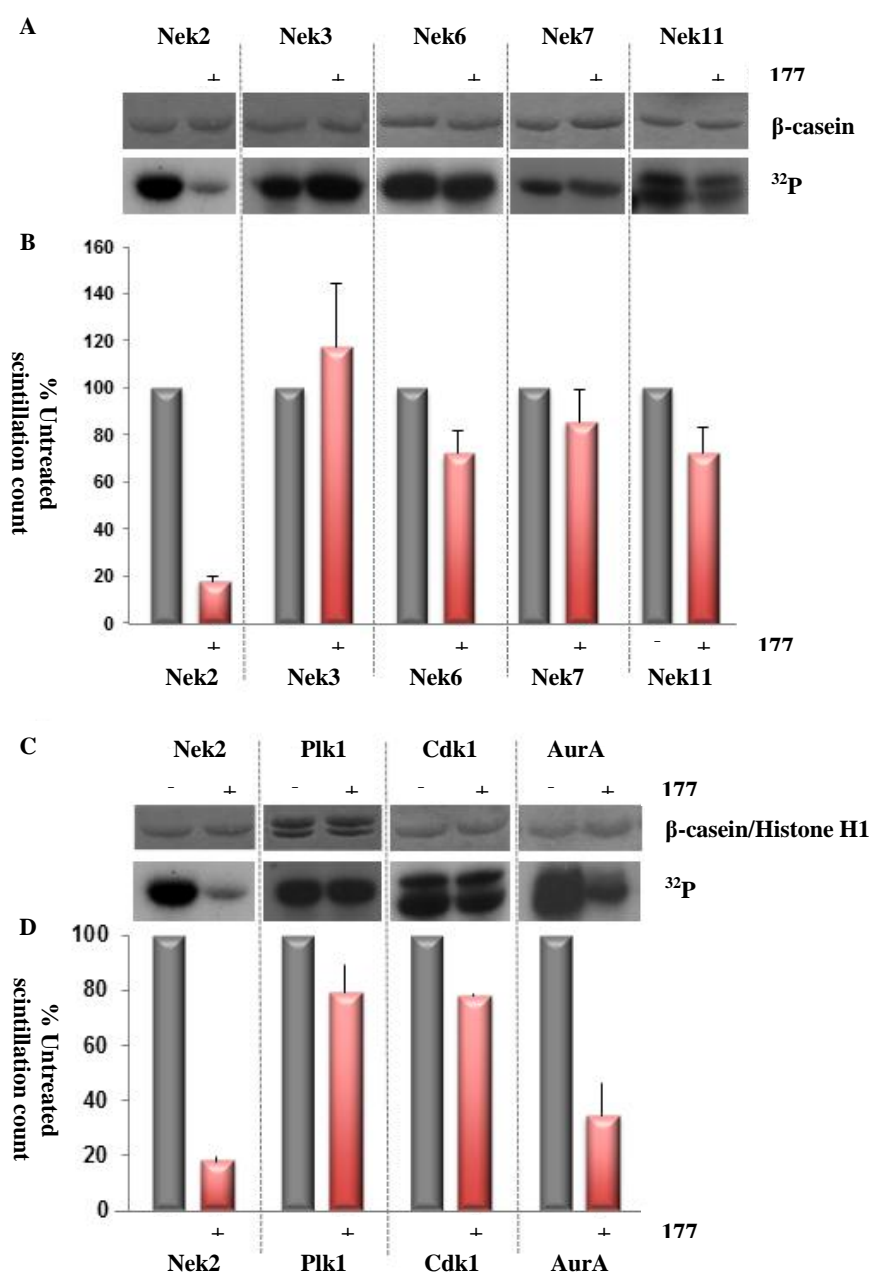 A
Nek2 Nek3 Nek6 Nek7 Nek11
+ + + + + 177
β-casein
³²P
B
160
140
120
100
80
60
40
20
0
% Untreated
scintillation count
+ + + + - + 177
Nek2 Nek3 Nek6 Nek7 Nek11
C
Nek2 Plk1 Cdk1 AurA
- + - + - + - + 177
β-casein/Histone H1
³²P
D
100
80
60
40
20
0
% Untreated
scintillation count
+ + + + 177
Nek2 Plk1 Cdk1 AurA